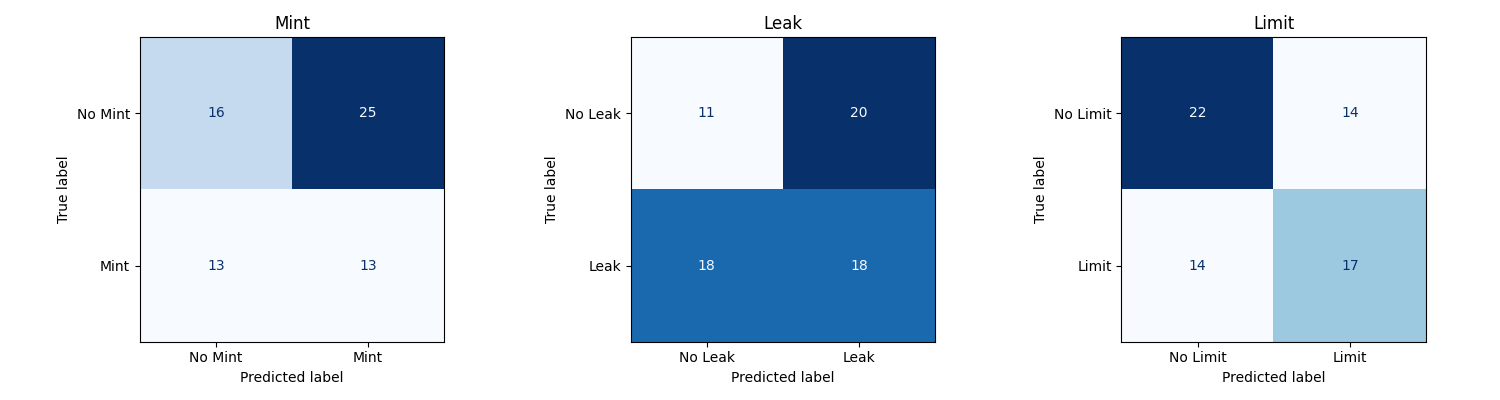 Mint
No Mint
16
25
Mint
13
13
True label
No Mint
Mint
Predicted label
Leak
No Leak
11
20
Leak
18
18
True label
No Leak
Leak
Predicted label
Limit
No Limit
22
14
Limit
14
17
True label
No Limit
Limit
Predicted label